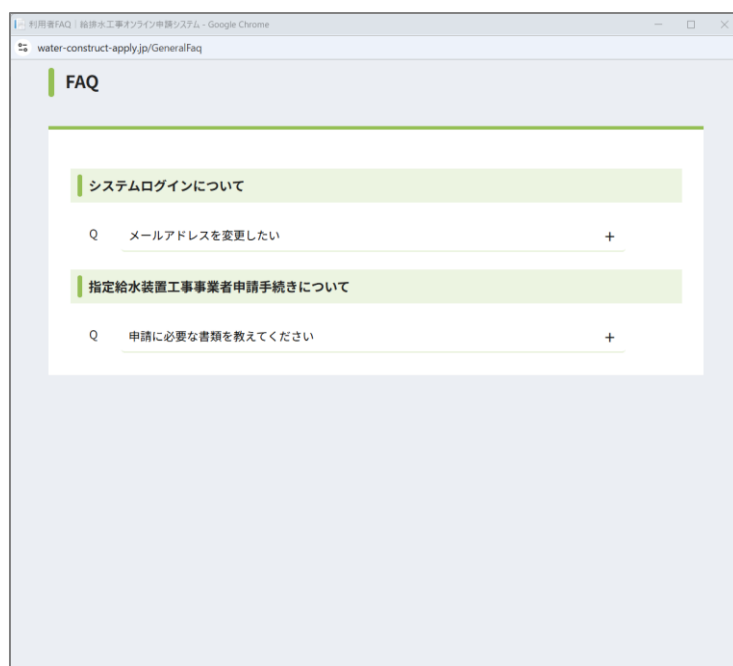 利用者FAQ｜給排水工事オンライン申請システム - Google Chrome
water-construct-apply.jp/GeneralFaq
FAQ
システムログインについて
Q メールアドレスを変更したい +
指定給水装置工事事業者申請手続きについて
Q 申請に必要な書類を教えてください +